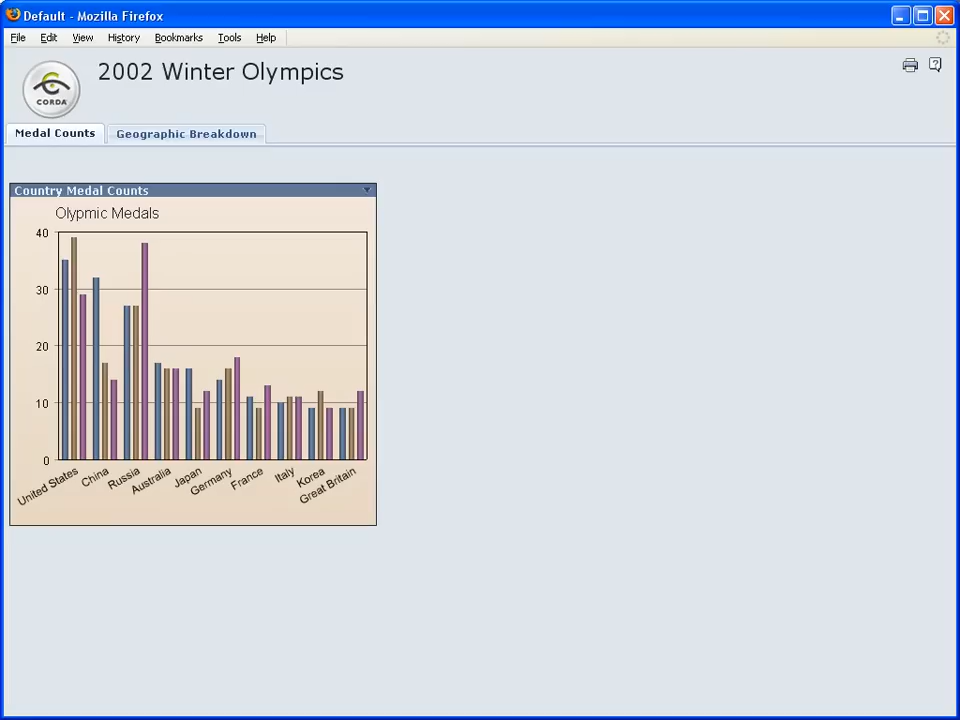 Default - Mozilla Firefox
File Edit View History Bookmarks Tools Help
CORDA
2002 Winter Olympics
Medal Counts
Geographic Breakdown
Country Medal Counts
Olypmic Medals
40
30
20
10
0
United States
China
Russia
Australia
Japan
Germany
France
Italy
Korea
Great Britain